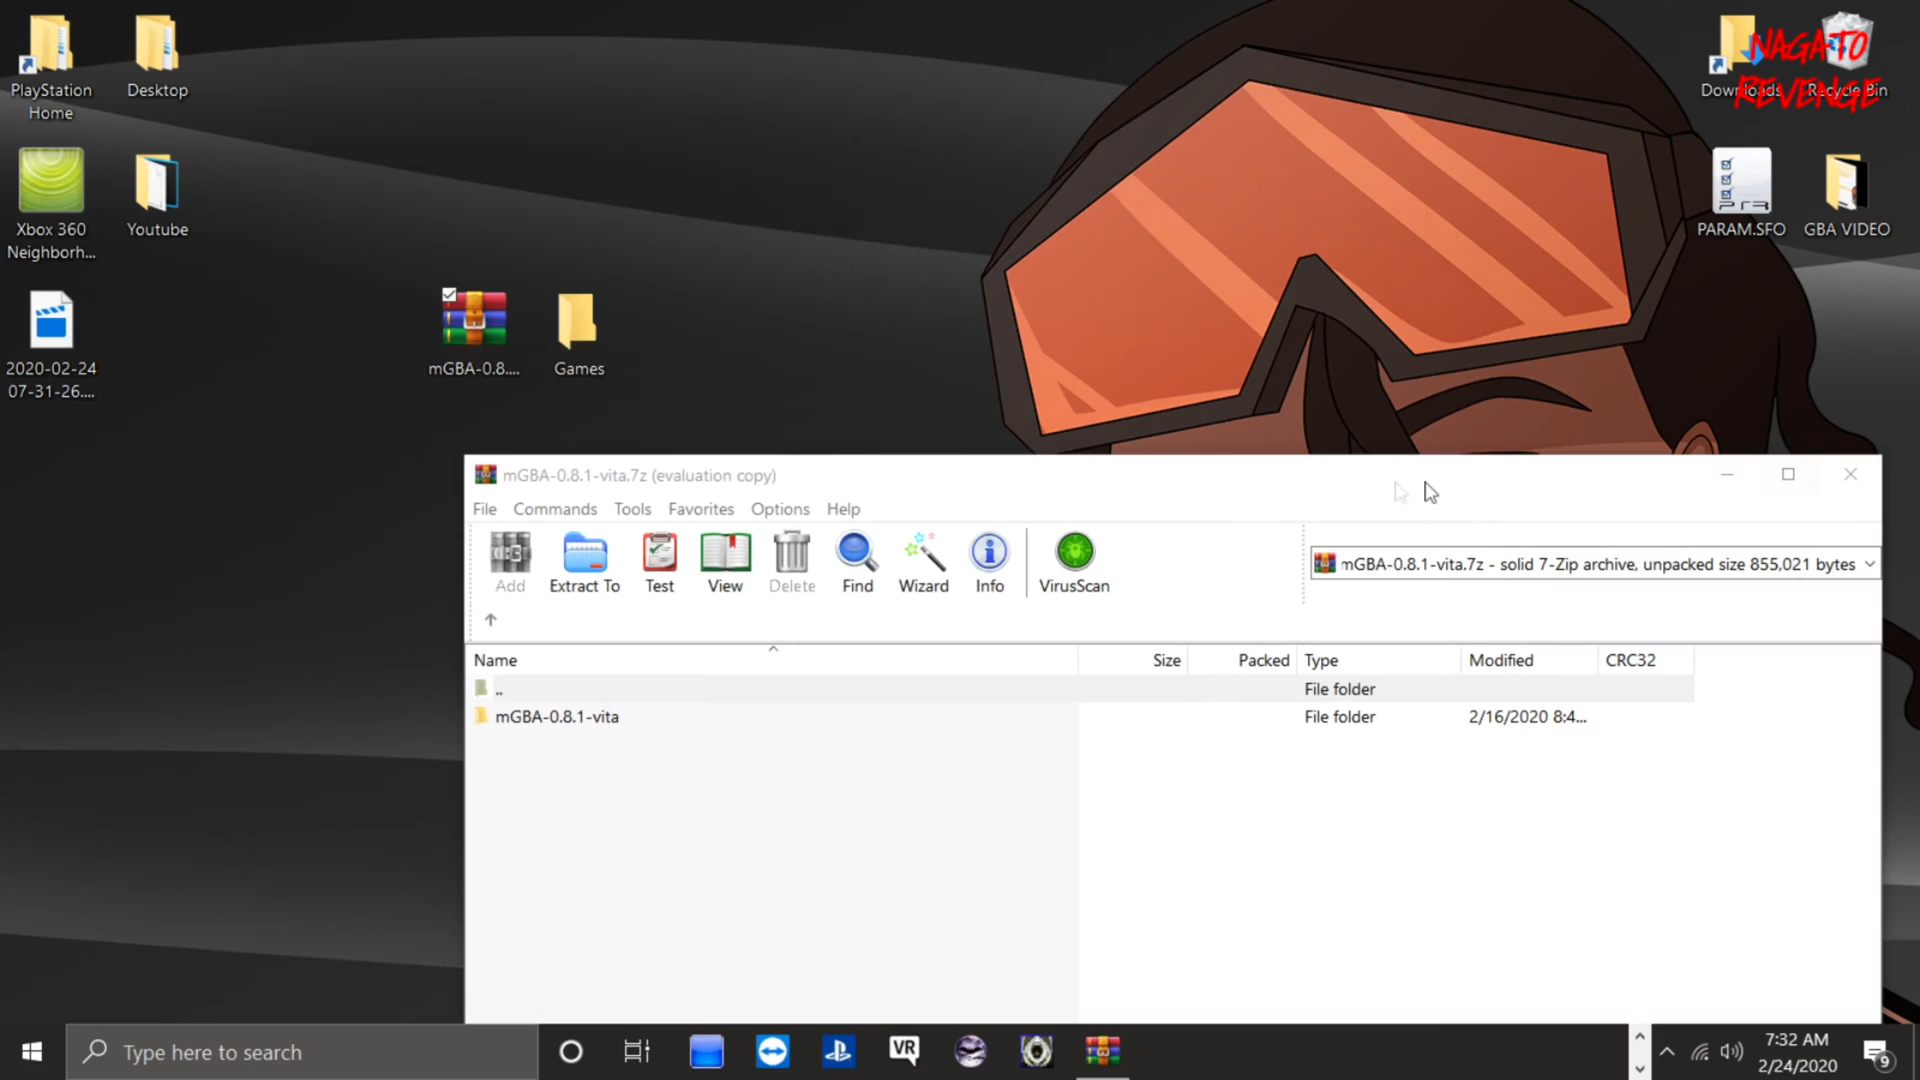 PlayStation
Home
Desktop
NAGATO
REVENGE
Downloads
Recycle Bin
Xbox 360
Neighborh...
Youtube
PARAM.SFO
GBA VIDEO
2020-02-24
07-31-26....
mGBA-0.8....
Games
mGBA-0.8.1-vita.7z (evaluation copy)
File Commands Tools Favorites Options Help
Add Extract To Test View Delete Find Wizard Info VirusScan
mGBA-0.8.1-vita.7z - solid 7-Zip archive, unpacked size 855,021 bytes
Name Size Packed Type Modified CRC32
.. File folder
mGBA-0.8.1-vita File folder 2/16/2020 8:4...
Type here to search
VR
7:32 AM
2/24/2020
9